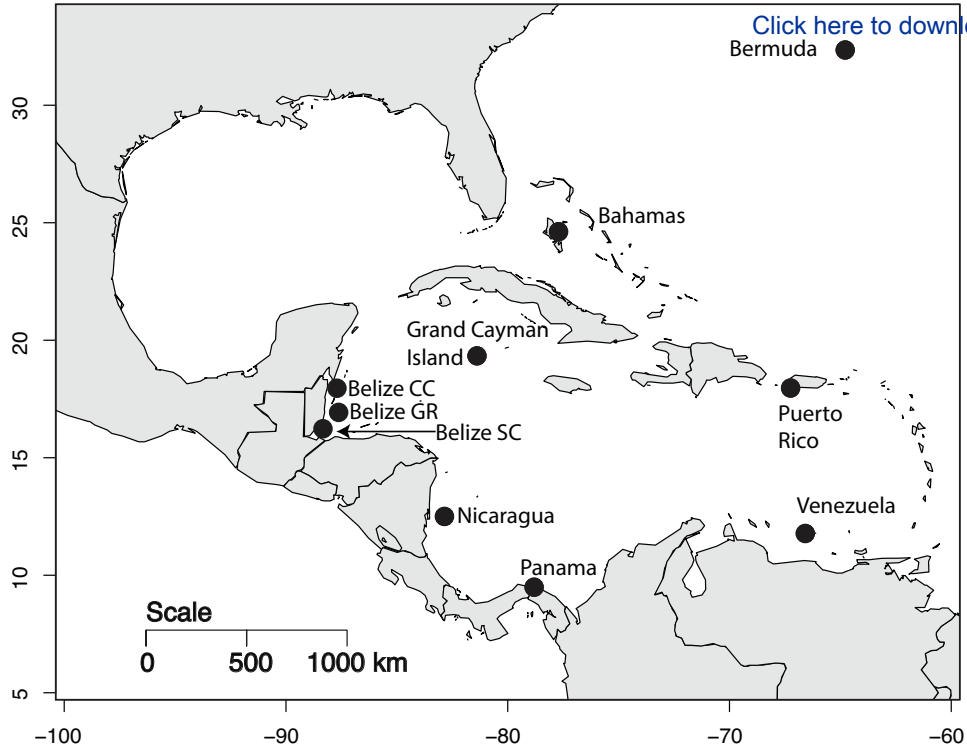 Click here to downl
Bermuda
30
25
Bahamas
20
Grand Cayman
Island
Belize CC
Belize GR
Belize SC
Puerto
Rico
15
Venezuela
Nicaragua
Panama
10
Scale
0 500 1000 km
5
−100 −90 −80 −70 −60